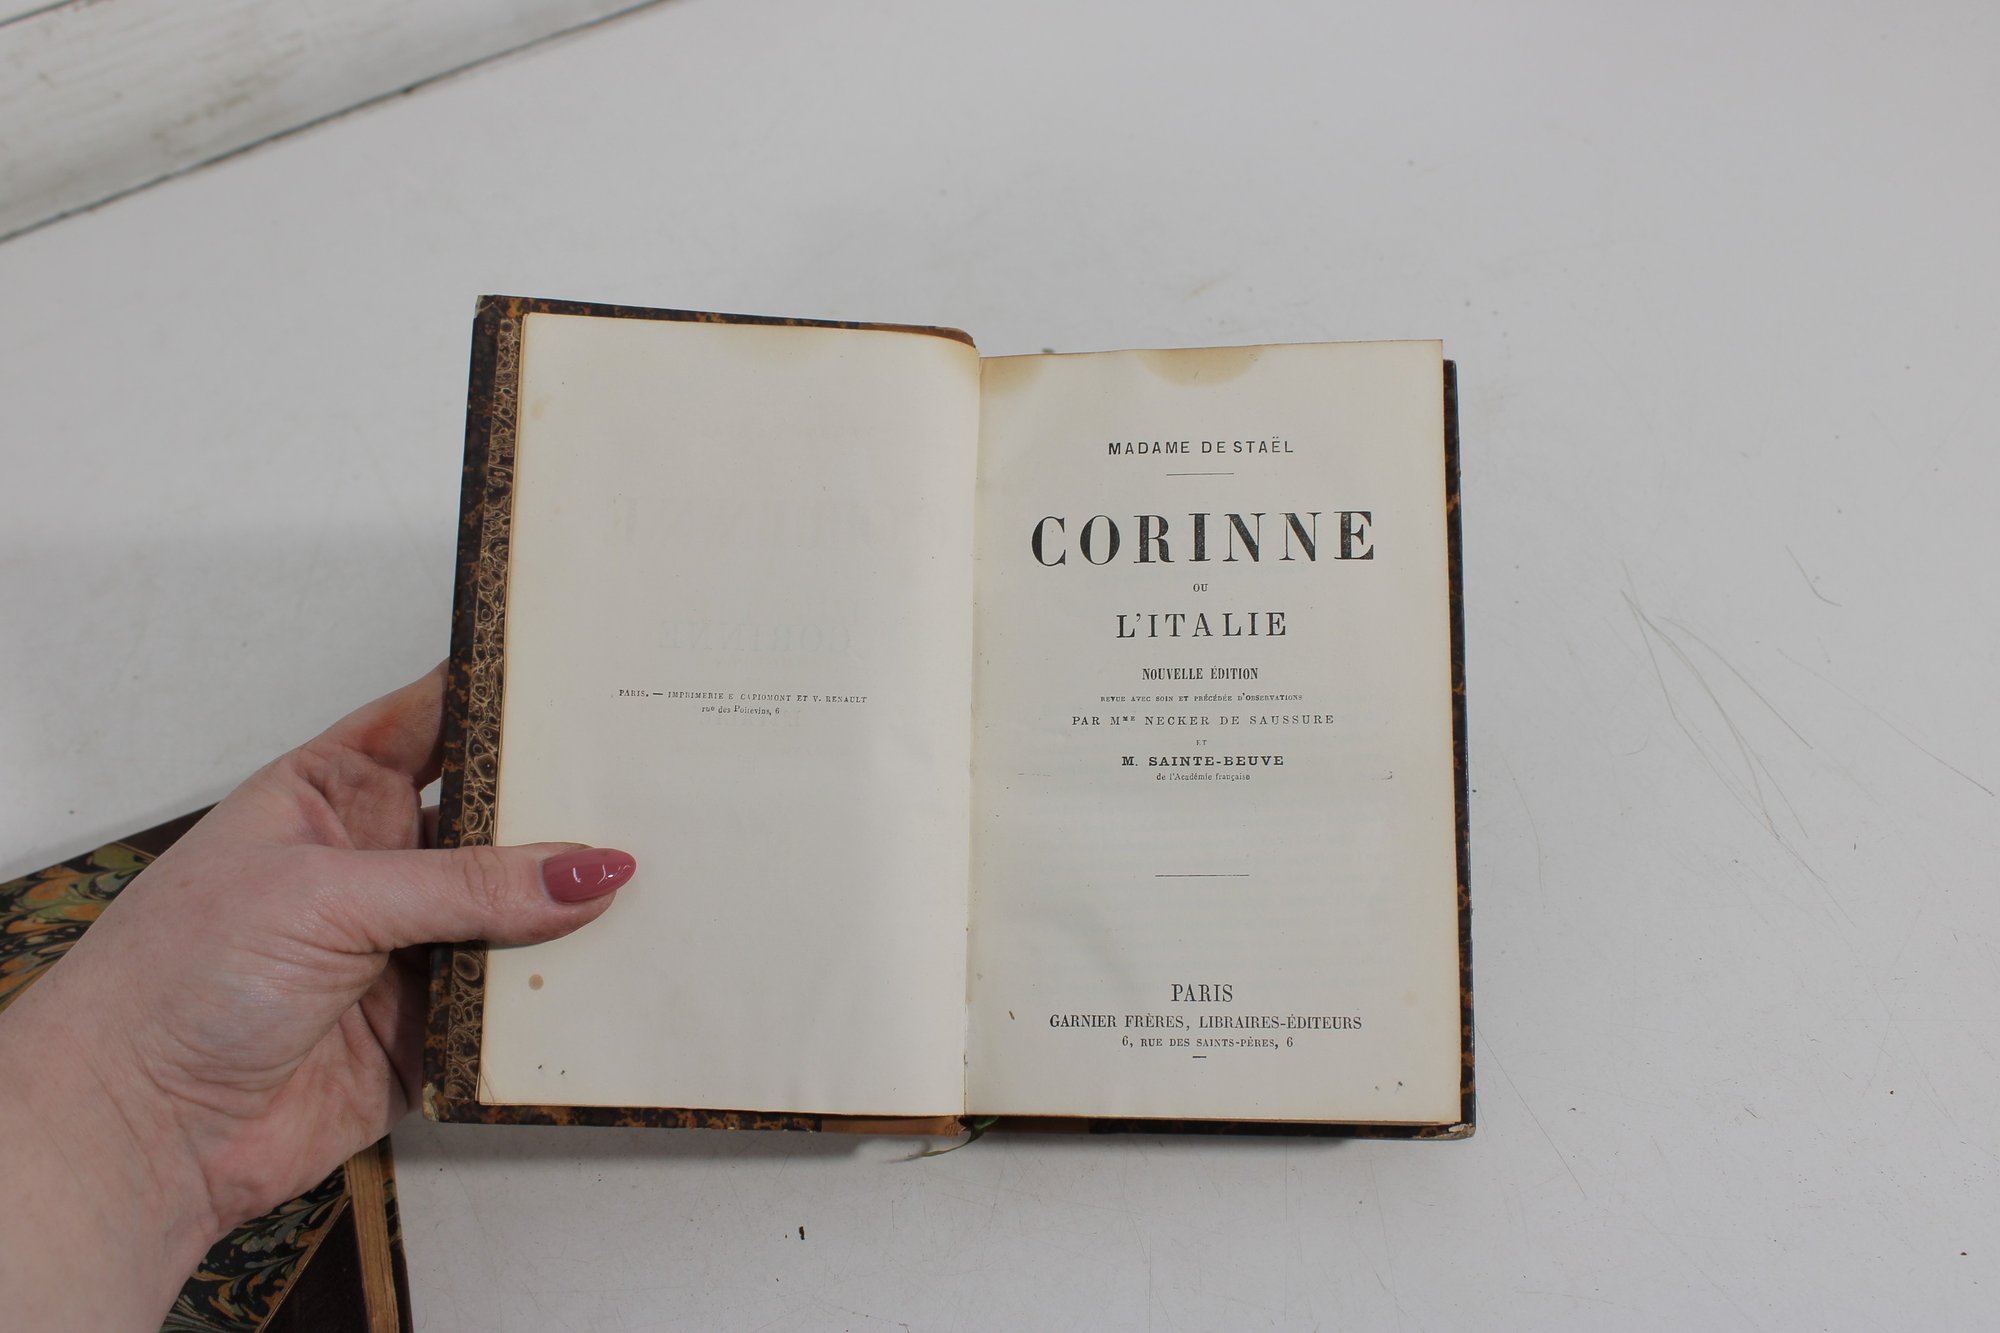 PARIS. — IMPRIMERIE E CAPIOMONT ET V. RENAULT
rue des Poitevins, 6
MADAME DE STAËL
CORINNE
OU
L'ITALIE
NOUVELLE ÉDITION
REVUE AVEC SOIN ET PRÉCÉDÉE D'OBSERVATIONS
PAR MME NECKER DE SAUSSURE
ET
M. SAINTE-BEUVE
de l'Académie française
PARIS
GARNIER FRÈRES, LIBRAIRES-ÉDITEURS
6, RUE DES SAINTS-PÈRES, 6